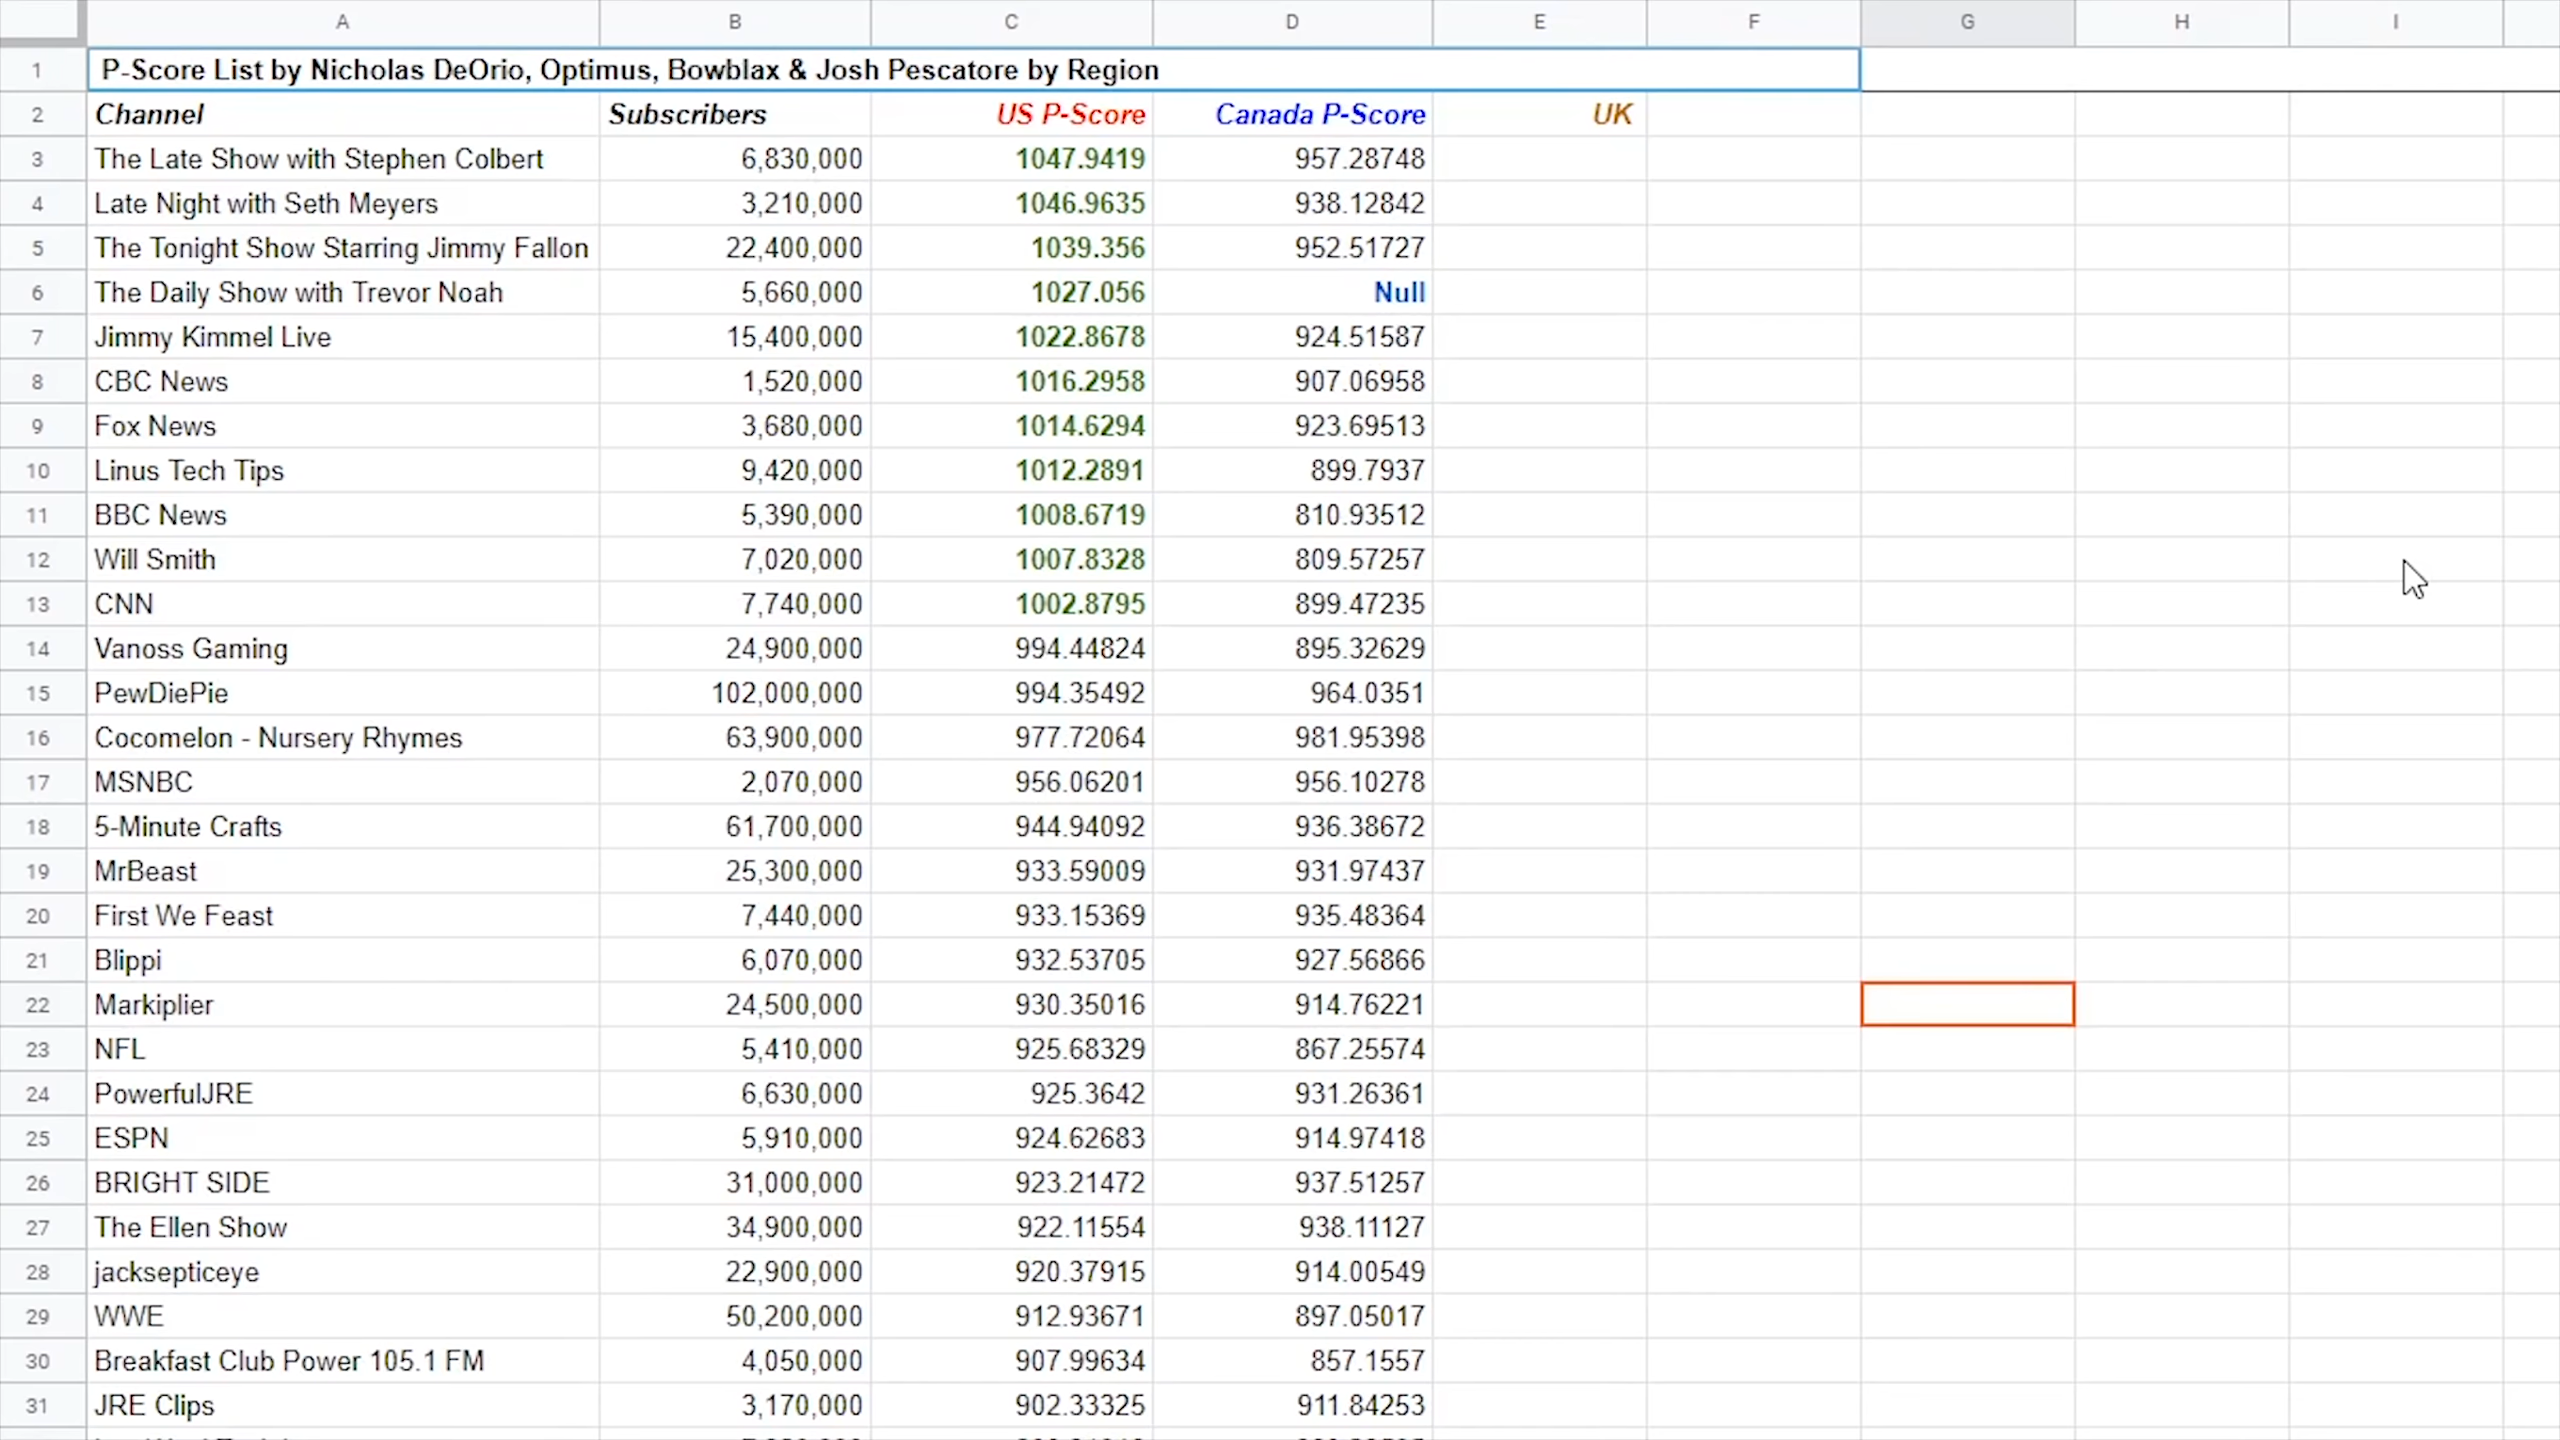 A B C D E F G H I
1 P-Score List by Nicholas DeOrio, Optimus, Bowblax & Josh Pescatore by Region
2 Channel Subscribers US P-Score Canada P-Score UK
3 The Late Show with Stephen Colbert 6,830,000 1047.9419 957.28748
4 Late Night with Seth Meyers 3,210,000 1046.9635 938.12842
5 The Tonight Show Starring Jimmy Fallon 22,400,000 1039.356 952.51727
6 The Daily Show with Trevor Noah 5,660,000 1027.056 Null
7 Jimmy Kimmel Live 15,400,000 1022.8678 924.51587
8 CBC News 1,520,000 1016.2958 907.06958
9 Fox News 3,680,000 1014.6294 923.69513
10 Linus Tech Tips 9,420,000 1012.2891 899.7937
11 BBC News 5,390,000 1008.6719 810.93512
12 Will Smith 7,020,000 1007.8328 809.57257
13 CNN 7,740,000 1002.8795 899.47235
14 Vanoss Gaming 24,900,000 994.44824 895.32629
15 PewDiePie 102,000,000 994.35492 964.0351
16 Cocomelon - Nursery Rhymes 63,900,000 977.72064 981.95398
17 MSNBC 2,070,000 956.06201 956.10278
18 5-Minute Crafts 61,700,000 944.94092 936.38672
19 MrBeast 25,300,000 933.59009 931.97437
20 First We Feast 7,440,000 933.15369 935.48364
21 Blippi 6,070,000 932.53705 927.56866
22 Markiplier 24,500,000 930.35016 914.76221
23 NFL 5,410,000 925.68329 867.25574
24 PowerfulJRE 6,630,000 925.3642 931.26361
25 ESPN 5,910,000 924.62683 914.97418
26 BRIGHT SIDE 31,000,000 923.21472 937.51257
27 The Ellen Show 34,900,000 922.11554 938.11127
28 jacksepticeye 22,900,000 920.37915 914.00549
29 WWE 50,200,000 912.93671 897.05017
30 Breakfast Club Power 105.1 FM 4,050,000 907.99634 857.1557
31 JRE Clips 3,170,000 902.33325 911.84253